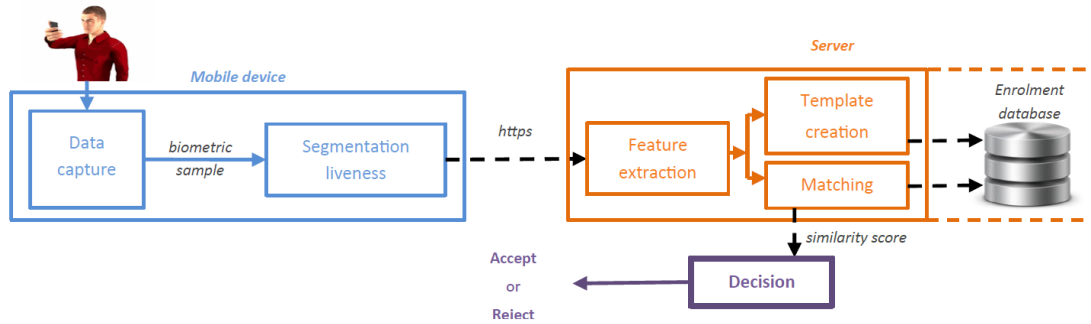 Server
Mobile device
Enrolment
database
Template
creation
https
Data
capture
biometric
sample
Segmentation
liveness
Feature
extraction
Matching
similarity score
Accept
or
Reject
Decision